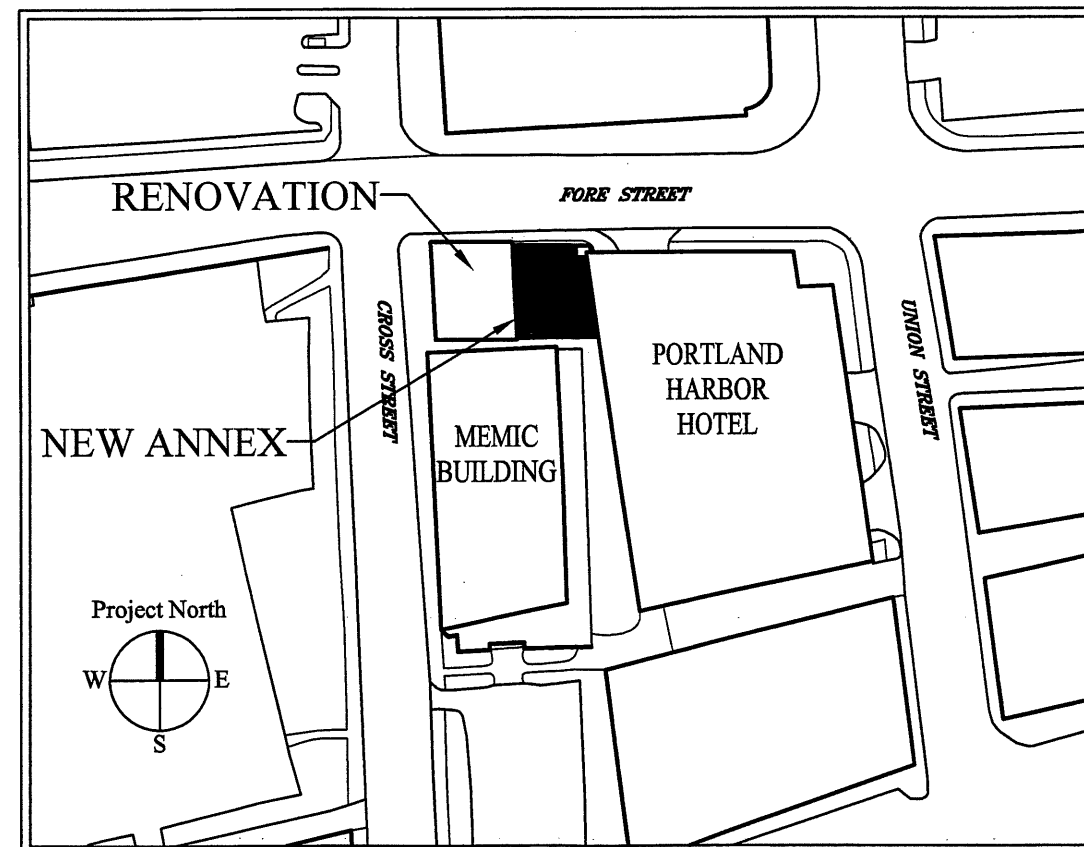 RENOVATION
FORE STREET
CROSS STREET
UNION STREET
PORTLAND
HARBOR
HOTEL
NEW ANNEX
MEMIC
BUILDING
Project North
W
E
S